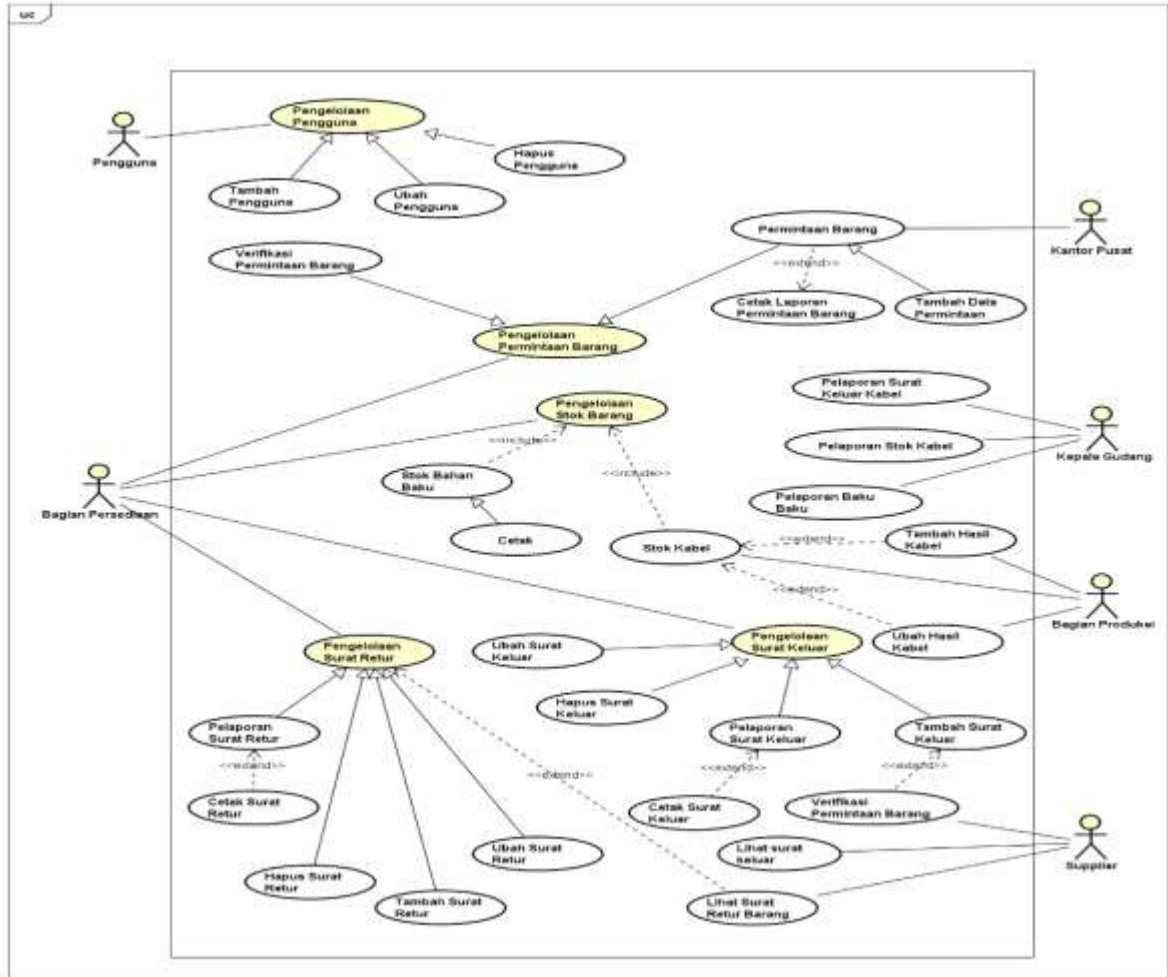 uc
Pengelolaan
Pengguna
Pengguna
Hapus
Pengguna
Tambah
Pengguna
Ubah
Pengguna
Permintaan Barang
Kantor Pusat
Verifikasi
Permintaan Barang
<<extend>>
Cetak Laporan
Permintaan Barang
Tambah Data
Permintaan
Pengelolaan
Permintaan Barang
Pelaporan Surat
Keluar Kabel
Pengelolaan
Stok Barang
<<include>>
Pelaporan Stok Kabel
Kepala Gudang
Stok Bahan
Baku
<<include>>
Pelaporan Baku
Baku
Bagian Persediaan
Cetak
Stok Kabel
<<extend>>
Tambah Hasil
Kabel
<<extend>>
Bagian Produksi
Pengelolaan
Surat Retur
Ubah Surat
Keluar
Pengelolaan
Surat Keluar
Ubah Hasil
Kabel
Hapus Surat
Keluar
Pelaporan
Surat Retur
Pelaporan
Surat Keluar
Tambah Surat
Keluar
<<extend>>
<<extend>>
<<extend>>
<<extend>>
Cetak Surat
Retur
Cetak Surat
Keluar
Verifikasi
Permintaan Barang
Ubah Surat
Retur
Lihat surat
Supplier
Hapus Surat
Retur
Tambah Surat
Retur
Lihat Surat
Retur Barang